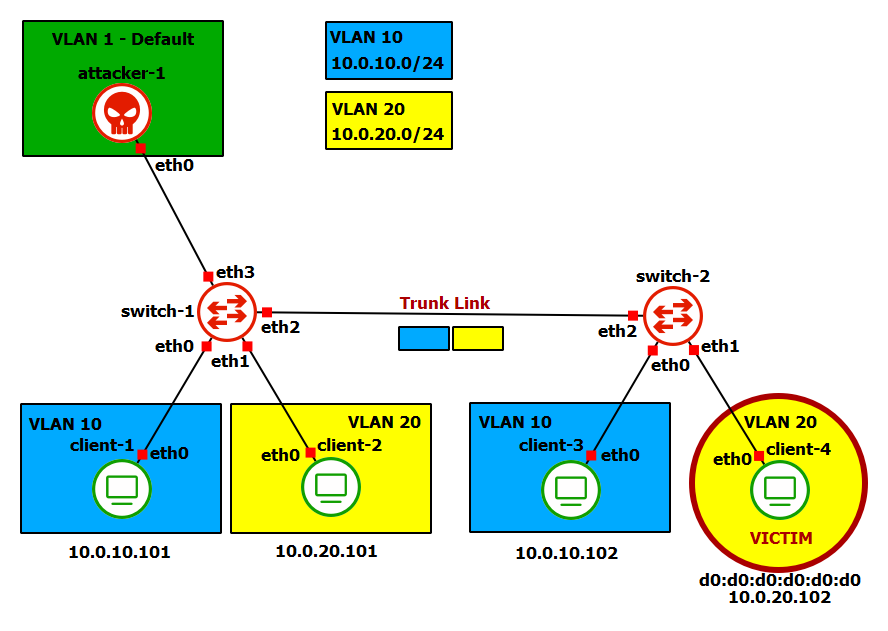 VLAN 1 - Default
attacker-1
eth0
VLAN 10
10.0.10.0/24
VLAN 20
10.0.20.0/24
eth3
switch-1
eth2
eth0
eth1
Trunk Link
switch-2
eth2
eth1
eth0
VLAN 10
client-1
eth0
10.0.10.101
VLAN 20
client-2
eth0
10.0.20.101
VLAN 10
client-3
eth0
10.0.10.102
VLAN 20
client-4
eth0
VICTIM
d0:d0:d0:d0:d0:d0
10.0.20.102